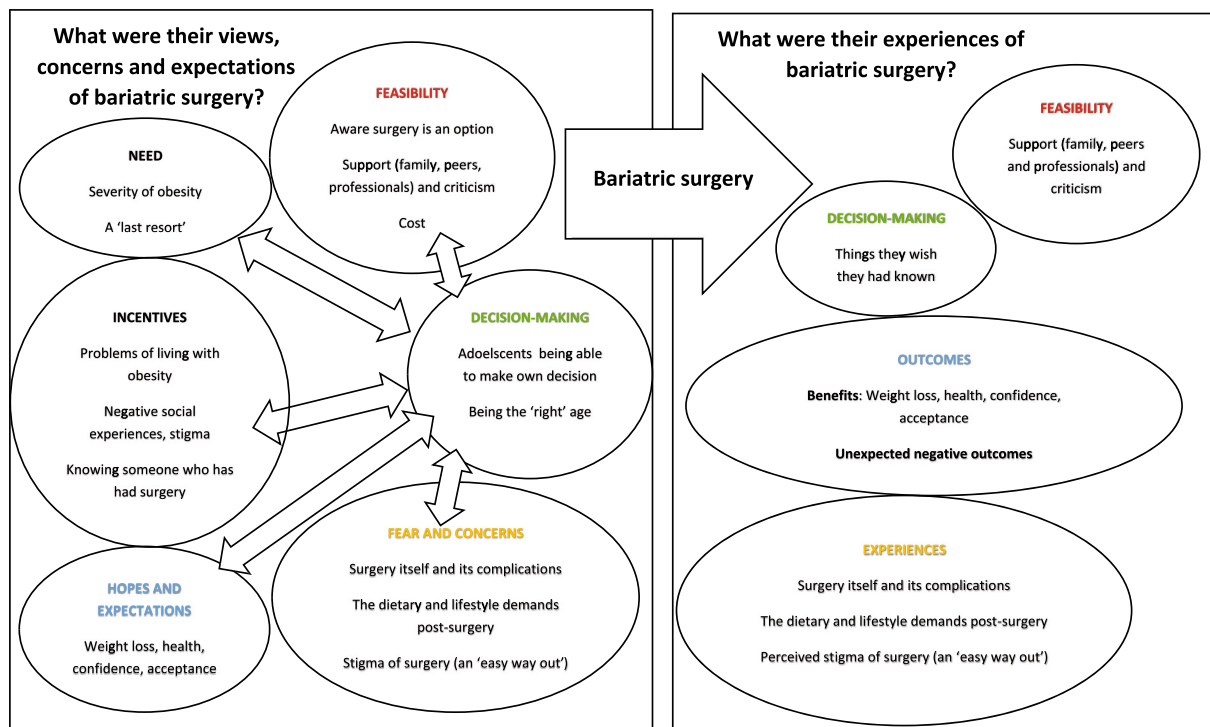 What were their views,
concerns and expectations
of bariatric surgery?
FEASIBILITY
Aware surgery is an option
Support (family, peers,
professionals) and criticism
Cost
NEED
Severity of obesity
A ‘last resort’
INCENTIVES
Problems of living with
obesity
Negative social
experiences, stigma
Knowing someone who has
had surgery
DECISION-MAKING
Adoelscents being able
to make own decision
Being the ‘right’ age
HOPES AND
EXPECTATIONS
Weight loss, health,
confidence, acceptance
FEAR AND CONCERNS
Surgery itself and its complications
The dietary and lifestyle demands
post-surgery
Stigma of surgery (an ‘easy way out’)
Bariatric surgery
What were their experiences of
bariatric surgery?
FEASIBILITY
Support (family, peers
and professionals) and
criticism
DECISION-MAKING
Things they wish
they had known
OUTCOMES
Benefits: Weight loss, health, confidence,
acceptance
Unexpected negative outcomes
EXPERIENCES
Surgery itself and its complications
The dietary and lifestyle demands post-surgery
Perceived stigma of surgery (an ‘easy way out’)